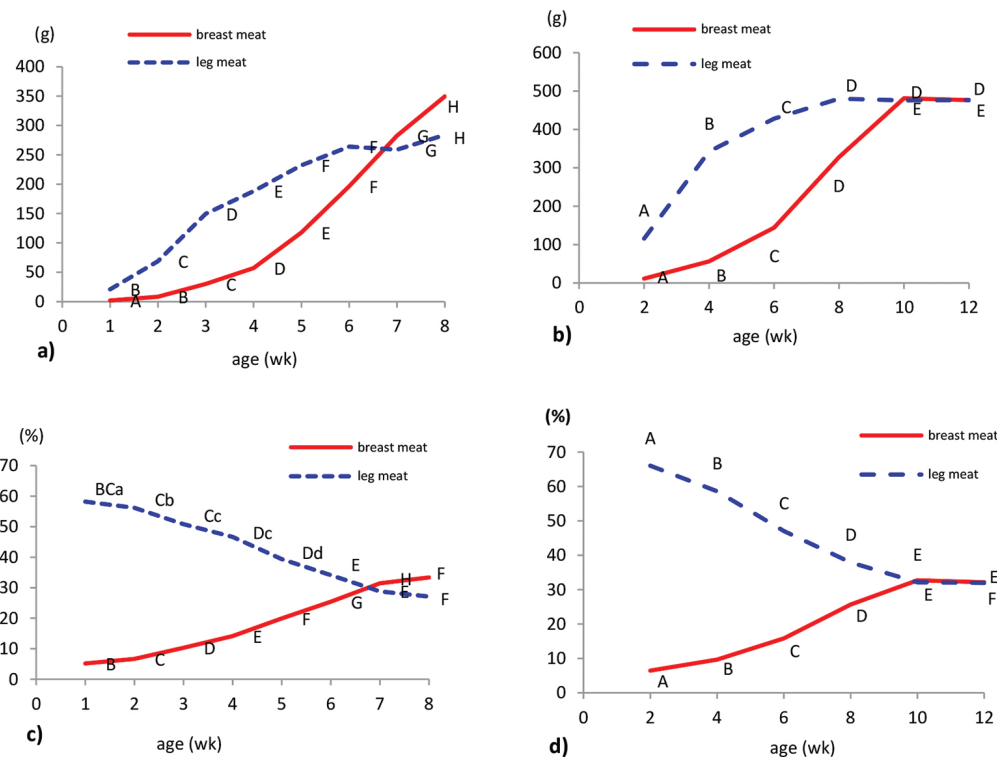 (g)
breast meat
leg meat
400
350
300
250
200
150
100
50
0
0 1 2 3 4 5 6 7 8
B C D E F F G H
A B C D E F G H
age (wk)
a)
(g)
breast meat
leg meat
600
500
400
300
200
100
0
0 2 4 6 8 10 12
A B C D D D
A B C D E E
age (wk)
b)
(%)
breast meat
leg meat
70
60
50
40
30
20
10
0
0 1 2 3 4 5 6 7 8
BCa Cb Cc Dc Dd E E F
B C D E F G H F
age (wk)
c)
(%)
breast meat
leg meat
70
60
50
40
30
20
10
0
0 2 4 6 8 10 12
A B C D E E
A B C D E F
age (wk)
d)